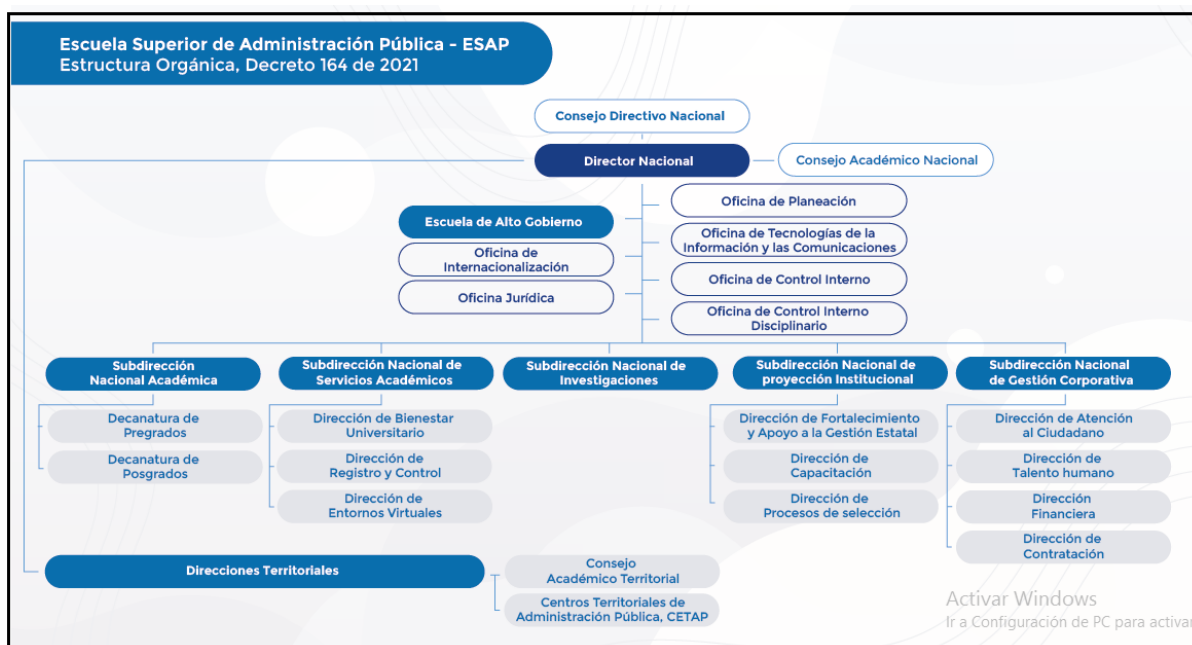 Escuela Superior de Administración Pública - ESAP
Estructura Orgánica, Decreto 164 de 2021
Consejo Directivo Nacional
Director Nacional
Consejo Académico Nacional
Escuela de Alto Gobierno
Oficina de
Internacionalización
Oficina Jurídica
Oficina de Planeación
Oficina de Tecnologías de la
Información y las Comunicaciones
Oficina de Control Interno
Oficina de Control Interno
Disciplinario
Subdirección
Nacional Académica
Decanatura de
Pregrados
Decanatura de
Posgrados
Subdirección Nacional de
Servicios Académicos
Dirección de Bienestar
Universitario
Dirección de
Registro y Control
Dirección de
Entornos Virtuales
Subdirección Nacional de
Investigaciones
Subdirección Nacional de
proyección Institucional
Dirección de Fortalecimiento
y Apoyo a la Gestión Estatal
Dirección de
Capacitación
Dirección de
Procesos de selección
Subdirección Nacional
de Gestión Corporativa
Dirección de Atención
al Ciudadano
Dirección de
Talento humano
Dirección
Financiera
Dirección de
Contratación
Direcciones Territoriales
Consejo
Académico Territorial
Centros Territoriales de
Administración Pública, CETAP
Activar Windows
Ir a Configuración de PC para activar